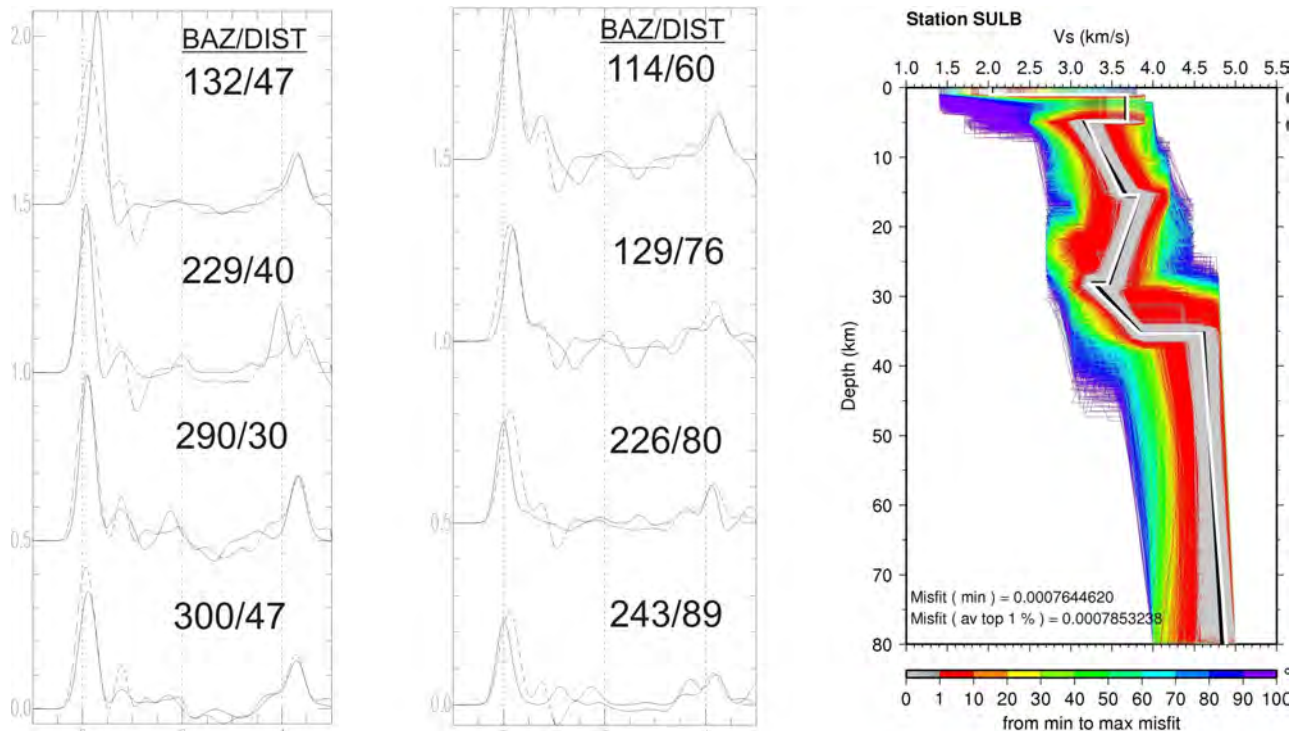 2.0
BAZ/DIST
132/47
1.5
229/40
1.0
290/30
0.5
300/47
0.0
BAZ/DIST
114/60
1.5
129/76
1.0
226/80
0.5
243/89
0.0
Station SULB
Vs (km/s)
1.0 1.5 2.0 2.5 3.0 3.5 4.0 4.5 5.0 5.5
0
10
20
30
40
50
60
70
80
Depth (km)
Misfit ( min ) = 0.0007644620
Misfit ( av top 1 % ) = 0.0007853238
0 1 10 20 30 40 50 60 70 80 90 100
from min to max misfit